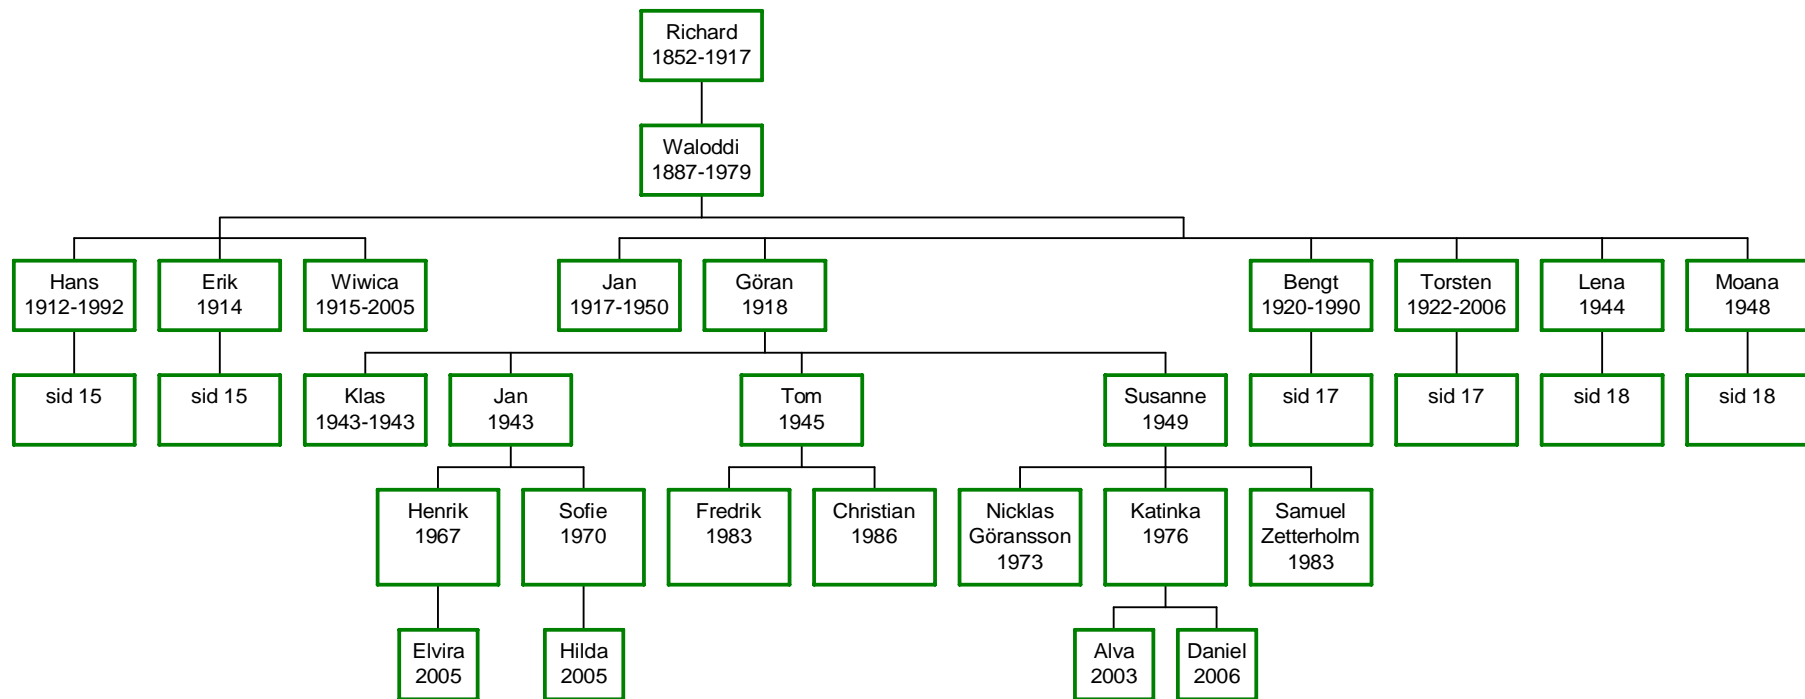 Richard
1852-1917
Waloddi
1887-1979
Hans
1912-1992
Erik
1914
Wiwica
1915-2005
Jan
1917-1950
Göran
1918
Bengt
1920-1990
Torsten
1922-2006
Lena
1944
Moana
1948
sid 15
sid 15
Klas
1943-1943
Jan
1943
Tom
1945
Susanne
1949
sid 17
sid 17
sid 18
sid 18
Henrik
1967
Sofie
1970
Fredrik
1983
Christian
1986
Nicklas
Göransson
1973
Katinka
1976
Samuel
Zetterholm
1983
Elvira
2005
Hilda
2005
Alva
2003
Daniel
2006